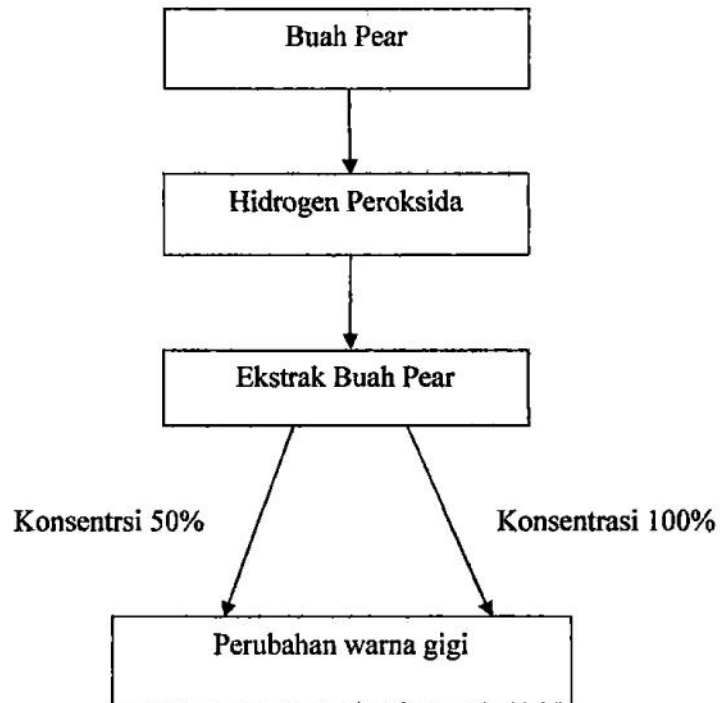 Buah Pear
Hidrogen Peroksida
Ekstrak Buah Pear
Konsentrsi 50%
Konsentrasi 100%
Perubahan warna gigi